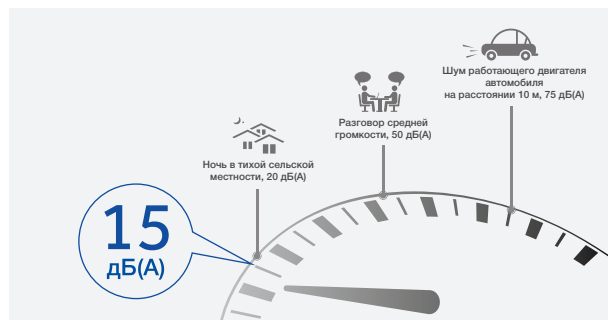 Шум работающего двигателя
автомобиля
на расстоянии 10 м, 75 дБ(А)
Разговор средней
громкости, 50 дБ(А)
Ночь в тихой сельской
местности, 20 дБ(А)
15
дБ(А)